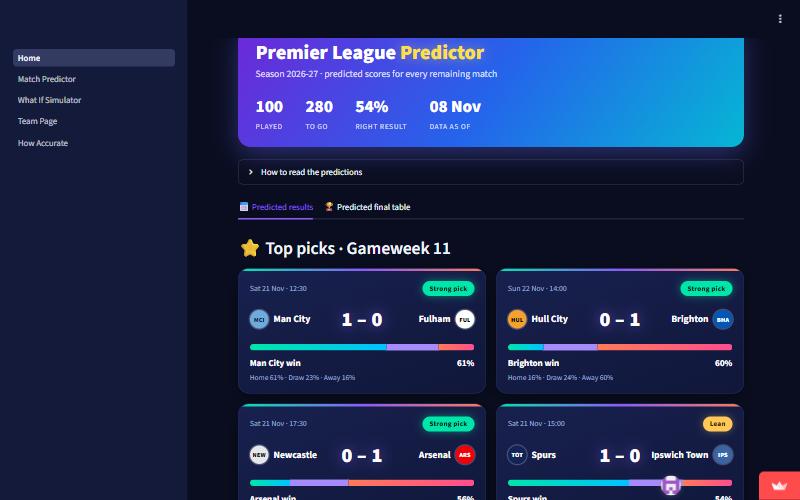 Home
Match Predictor
What If Simulator
Team Page
How Accurate
Premier League Predictor
Season 2026-27 · predicted scores for every remaining match
100 280 54% 08 Nov
PLAYED TO GO RIGHT RESULT DATA AS OF
How to read the predictions
Predicted results Predicted final table
Top picks · Gameweek 11
Sat 21 Nov · 12:30 Strong pick
MCI Man City 1 – 0 Fulham FUL
Man City win 61%
Home 61% · Draw 23% · Away 16%
Sun 22 Nov · 14:00 Strong pick
HUL Hull City 0 – 1 Brighton BHA
Brighton win 60%
Home 16% · Draw 24% · Away 60%
Sat 21 Nov · 17:30 Strong pick
NEW Newcastle 0 – 1 Arsenal ARS
Arsenal win 56%
Sat 21 Nov · 15:00 Lean
TOT Spurs 1 – 0 Ipswich Town IPS
Spurs win 54%